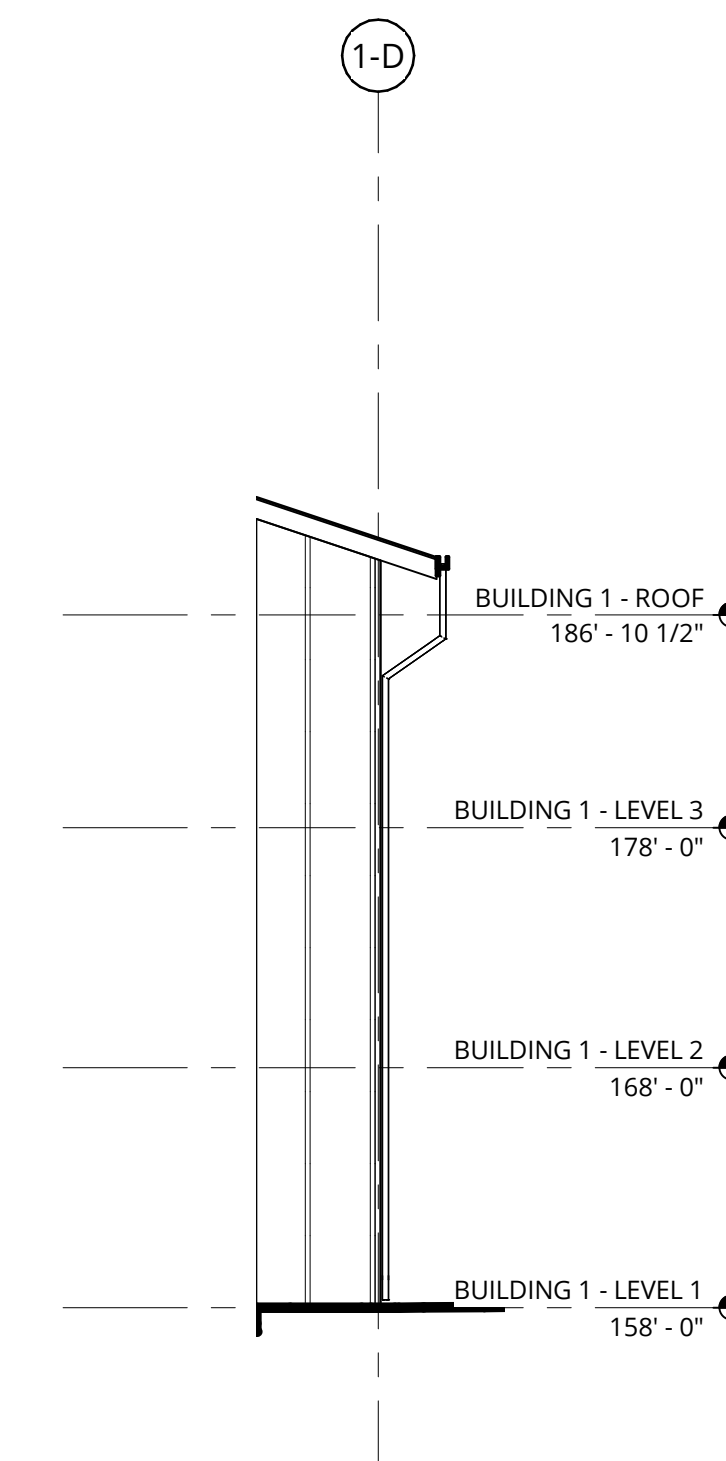 1-D
BUILDING 1 - ROOF
186' - 10 1/2"
BUILDING 1 - LEVEL 3
178' - 0"
BUILDING 1 - LEVEL 2
168' - 0"
BUILDING 1 - LEVEL 1
158' - 0"